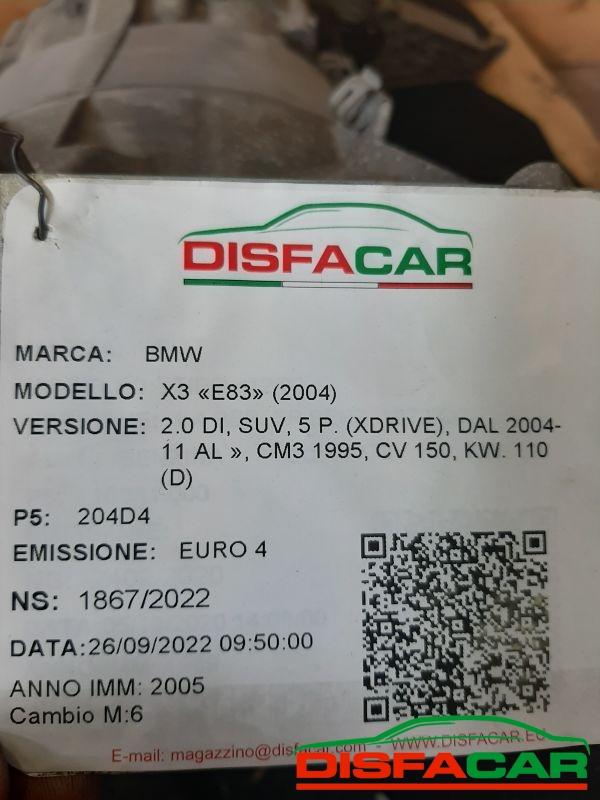 DISFACAR
MARCA: BMW
MODELLO: X3 «E83» (2004)
VERSIONE: 2.0 DI, SUV, 5 P. (XDRIVE), DAL 2004-
11 AL », CM3 1995, CV 150, KW. 110
(D)
P5: 204D4
EMISSIONE: EURO 4
NS: 1867/2022
DATA:26/09/2022 09:50:00
ANNO IMM: 2005
Cambio M:6
E-mail: magazzino@disfacar.com - WWW.DISFACAR.EU
DISFACAR